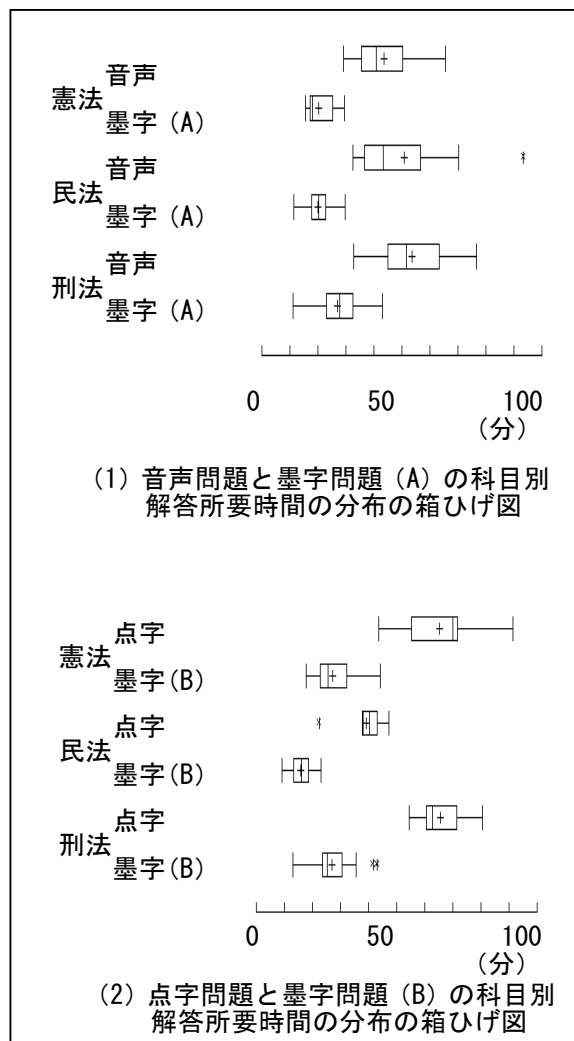 音声
憲法
墨字 (A)
音声
民法
墨字 (A)
音声
刑法
墨字 (A)
0 50 100
(分)
(1) 音声問題と墨字問題 (A) の科目別
解答所要時間の分布の箱ひげ図
点字
憲法
墨字(B)
点字
民法
墨字(B)
点字
刑法
墨字(B)
0 50 100
(分)
(2) 点字問題と墨字問題 (B) の科目別
解答所要時間の分布の箱ひげ図